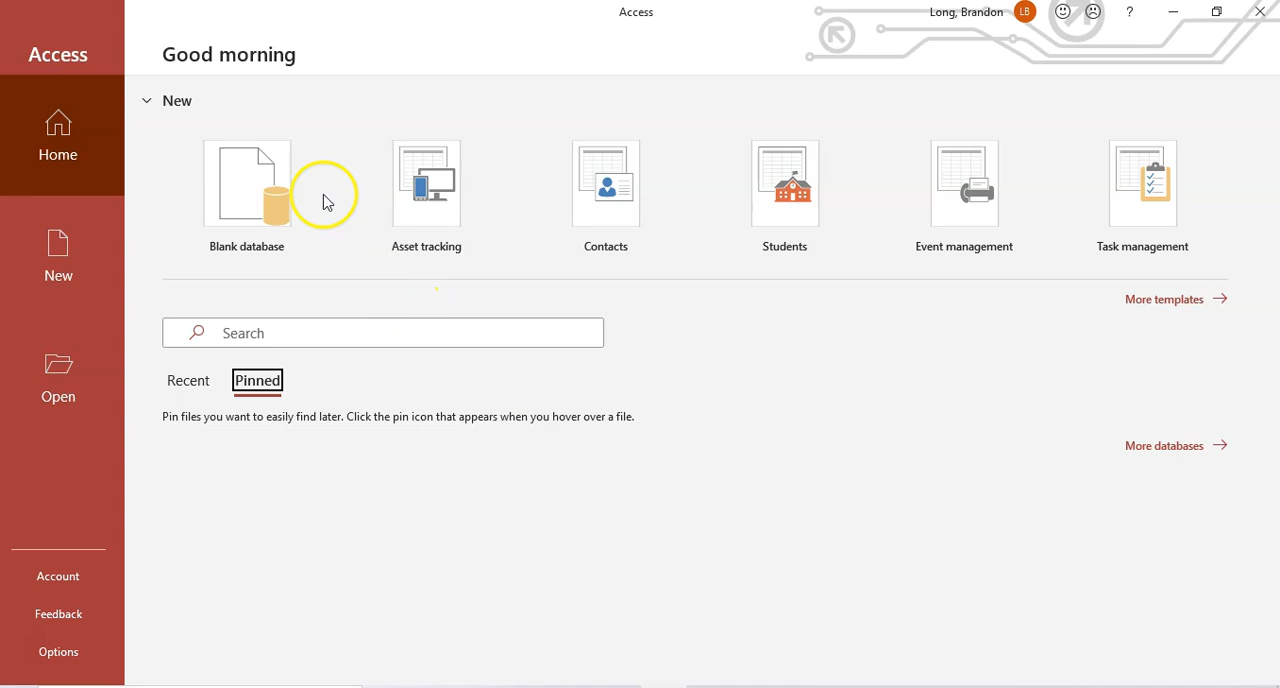 Access
Long, Brandon LB
?
Access
Good morning
Home
New
Blank database
Asset tracking
Contacts
Students
Event management
Task management
New
More templates
Search
Open
Recent
Pinned
Pin files you want to easily find later. Click the pin icon that appears when you hover over a file.
More databases
Account
Feedback
Options